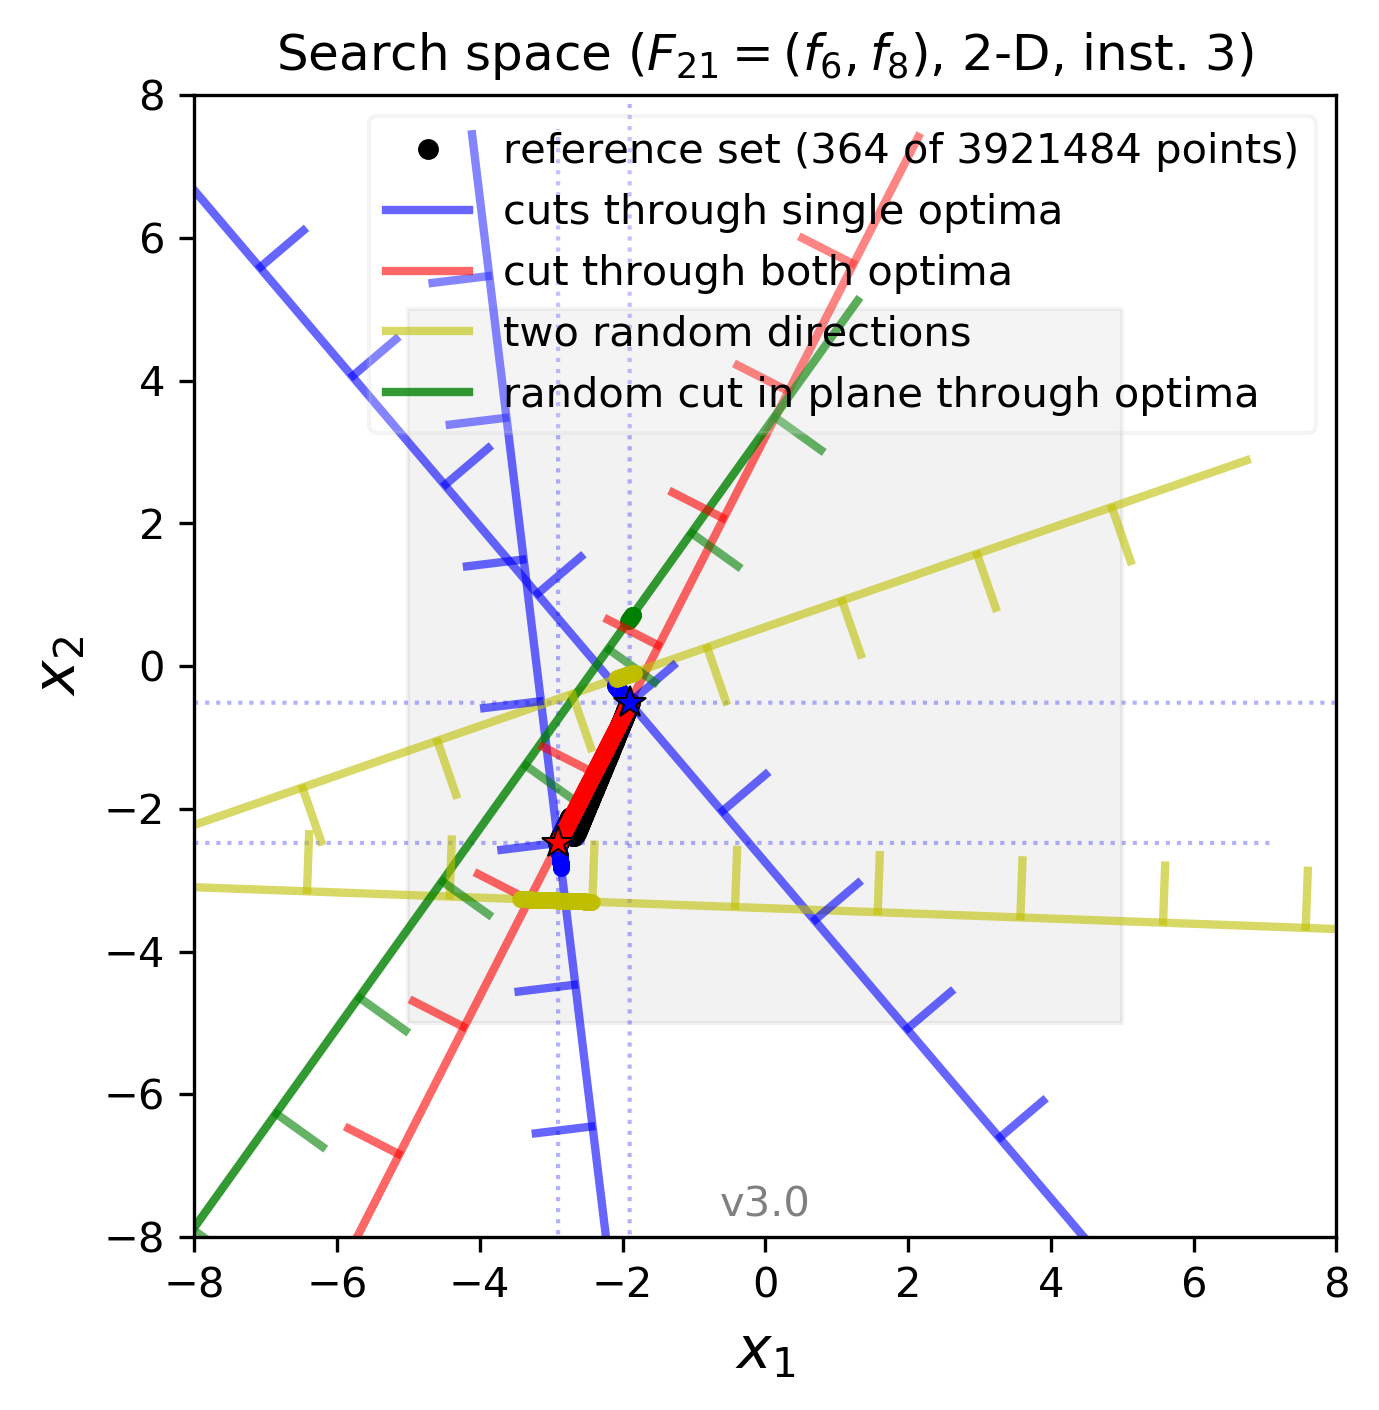 Search space (F₂₁ = (f₆, f₈), 2-D, inst. 3)
reference set (364 of 3921484 points)
cuts through single optima
cut through both optima
two random directions
random cut in plane through optima
8
6
4
2
0
−2
−4
−6
−8
x₂
v3.0
−8 −6 −4 −2 0 2 4 6 8
x₁